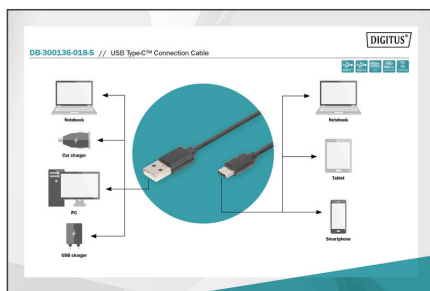 DIGITUS®
DB-300136-018-S // USB Type-C™ Connection Cable
Notebook
Car charger
PC
USB charger
Notebook
Tablet
Smartphone